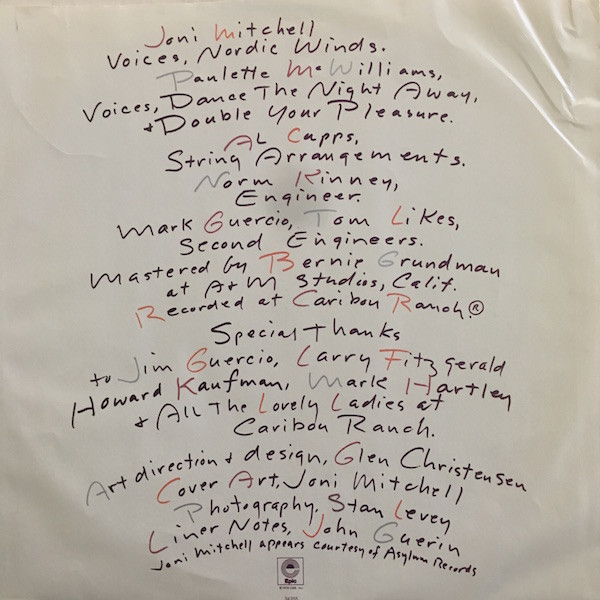 Joni Mitchell
Voices, Nordic Winds.
Paulette McWilliams,
Voices, Dance The Night Away,
+ Double Your Pleasure.
AL Capps,
String Arrangements.
Norm Kinney,
Engineer.
Mark Guercio, Tom Likes,
Second Engineers.
Mastered by Bernie Grundman
at A+M Studios, Calif.
Recorded at Caribou Ranch.®
Special Thanks
to Jim Guercio, Larry Fitzgerald
Howard Kaufman, Mark Hartley
+ All The Lovely Ladies at
Caribou Ranch.
Art direction + design, Glen Christensen
Cover Art, Joni Mitchell
Photography, Stan Levey
Liner Notes, John Guerin
Joni Mitchell appears courtesy of Asylum Records
Epic